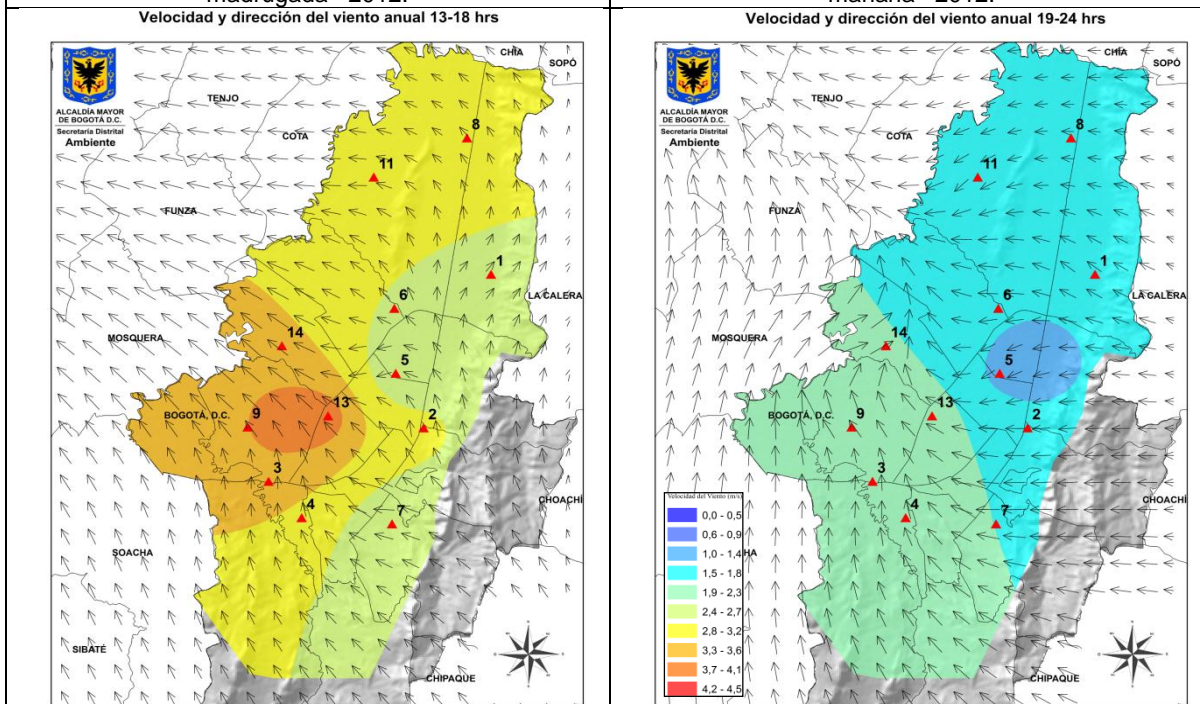 madrugada - 2012.
mañana - 2012.
Velocidad y dirección del viento anual 13-18 hrs
CHÍA
SOPÓ
ALCALDÍA MAYOR
DE BOGOTÁ D.C.
Secretaría Distrital
Ambiente
TENJO
COTA
8
11
FUNZA
1
LA CALERA
6
14
MOSQUERA
5
BOGOTÁ, D.C.
9
13
2
3
4
7
CHOACHÍ
SOACHA
SIBATÉ
CHIPAQUE
Velocidad y dirección del viento anual 19-24 hrs
CHÍA
SOPÓ
ALCALDÍA MAYOR
DE BOGOTÁ D.C.
Secretaría Distrital
Ambiente
TENJO
COTA
8
11
FUNZA
1
LA CALERA
6
14
MOSQUERA
5
BOGOTÁ, D.C.
9
13
2
3
4
7
CHOACHÍ
HA
CHIPAQUE
Velocidad del Viento (m/s)
0,0 - 0,5
0,6 - 0,9
1,0 - 1,4
1,5 - 1,8
1,9 - 2,3
2,4 - 2,7
2,8 - 3,2
3,3 - 3,6
3,7 - 4,1
4,2 - 4,5